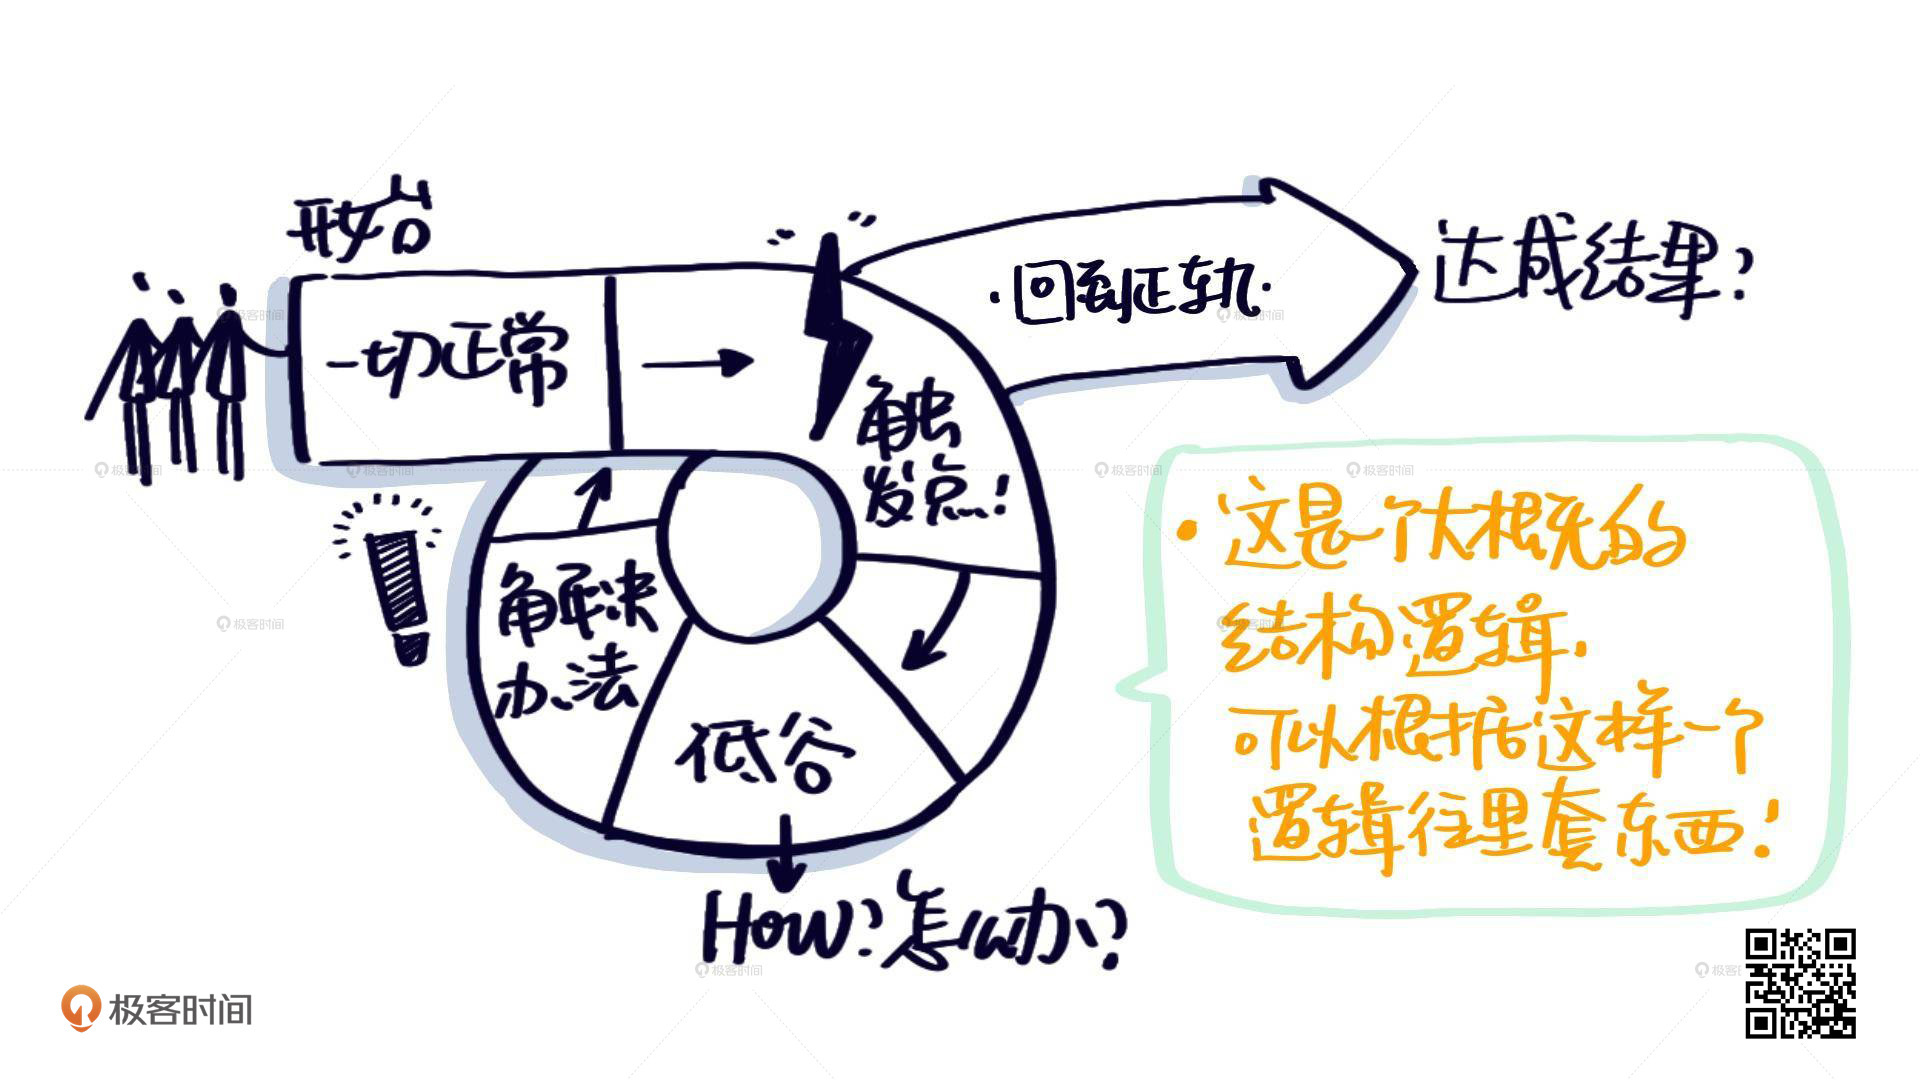 开始
一切正常
触
发点!
·回到正轨·
达成结果?
解决
办法
低谷
How?怎么办?
·这是个大概的
结构逻辑.
可以根据这样一个
逻辑往里套东西!
极客时间